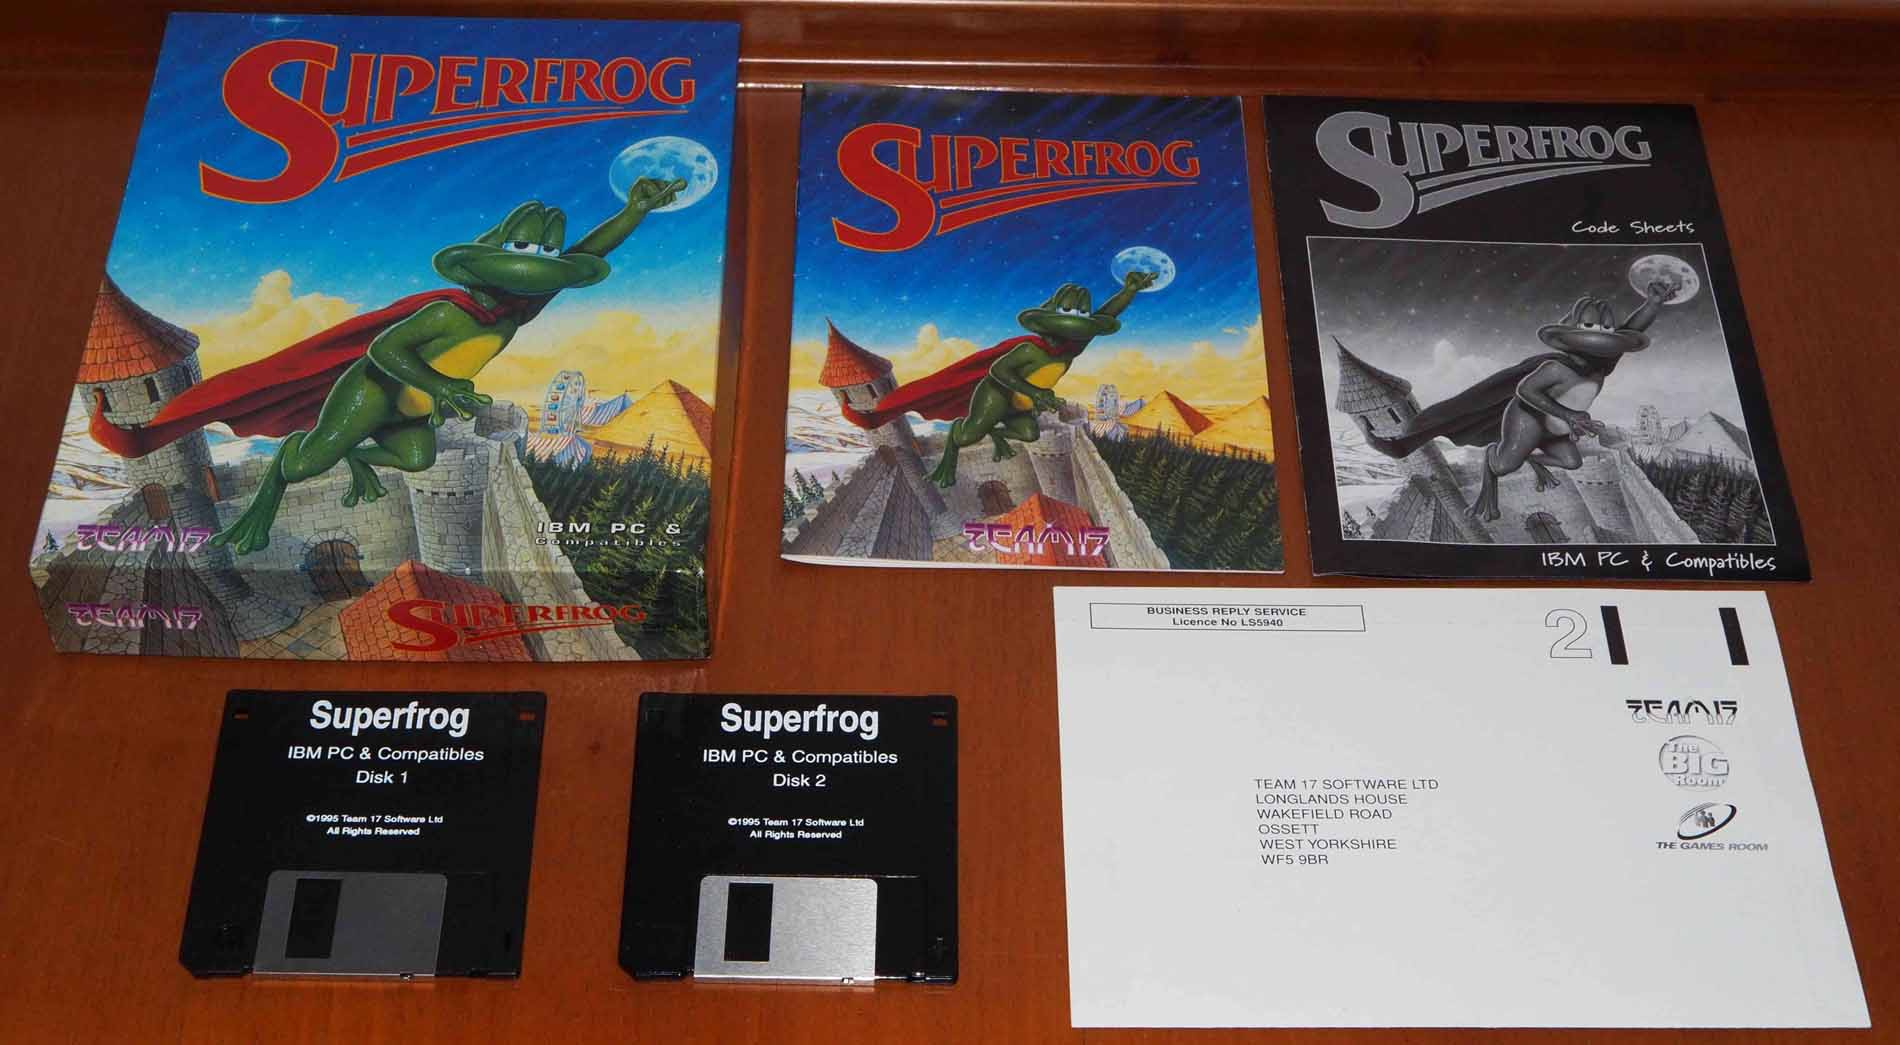 SUPERFROG
TEAM17
IBM PC &
Compatibles
TEAM17
SUPERFROG
SUPERFROG
TEAM17
SUPERFROG
Code Sheets
IBM PC & Compatibles
Superfrog
IBM PC & Compatibles
Disk 1
©1995 Team 17 Software Ltd
All Rights Reserved
Superfrog
IBM PC & Compatibles
Disk 2
©1995 Team 17 Software Ltd
All Rights Reserved
BUSINESS REPLY SERVICE
Licence No LS5940
2
TEAM17
The
BIG
Room
THE GAMES ROOM
TEAM 17 SOFTWARE LTD
LONGLANDS HOUSE
WAKEFIELD ROAD
OSSETT
WEST YORKSHIRE
WF5 9BR